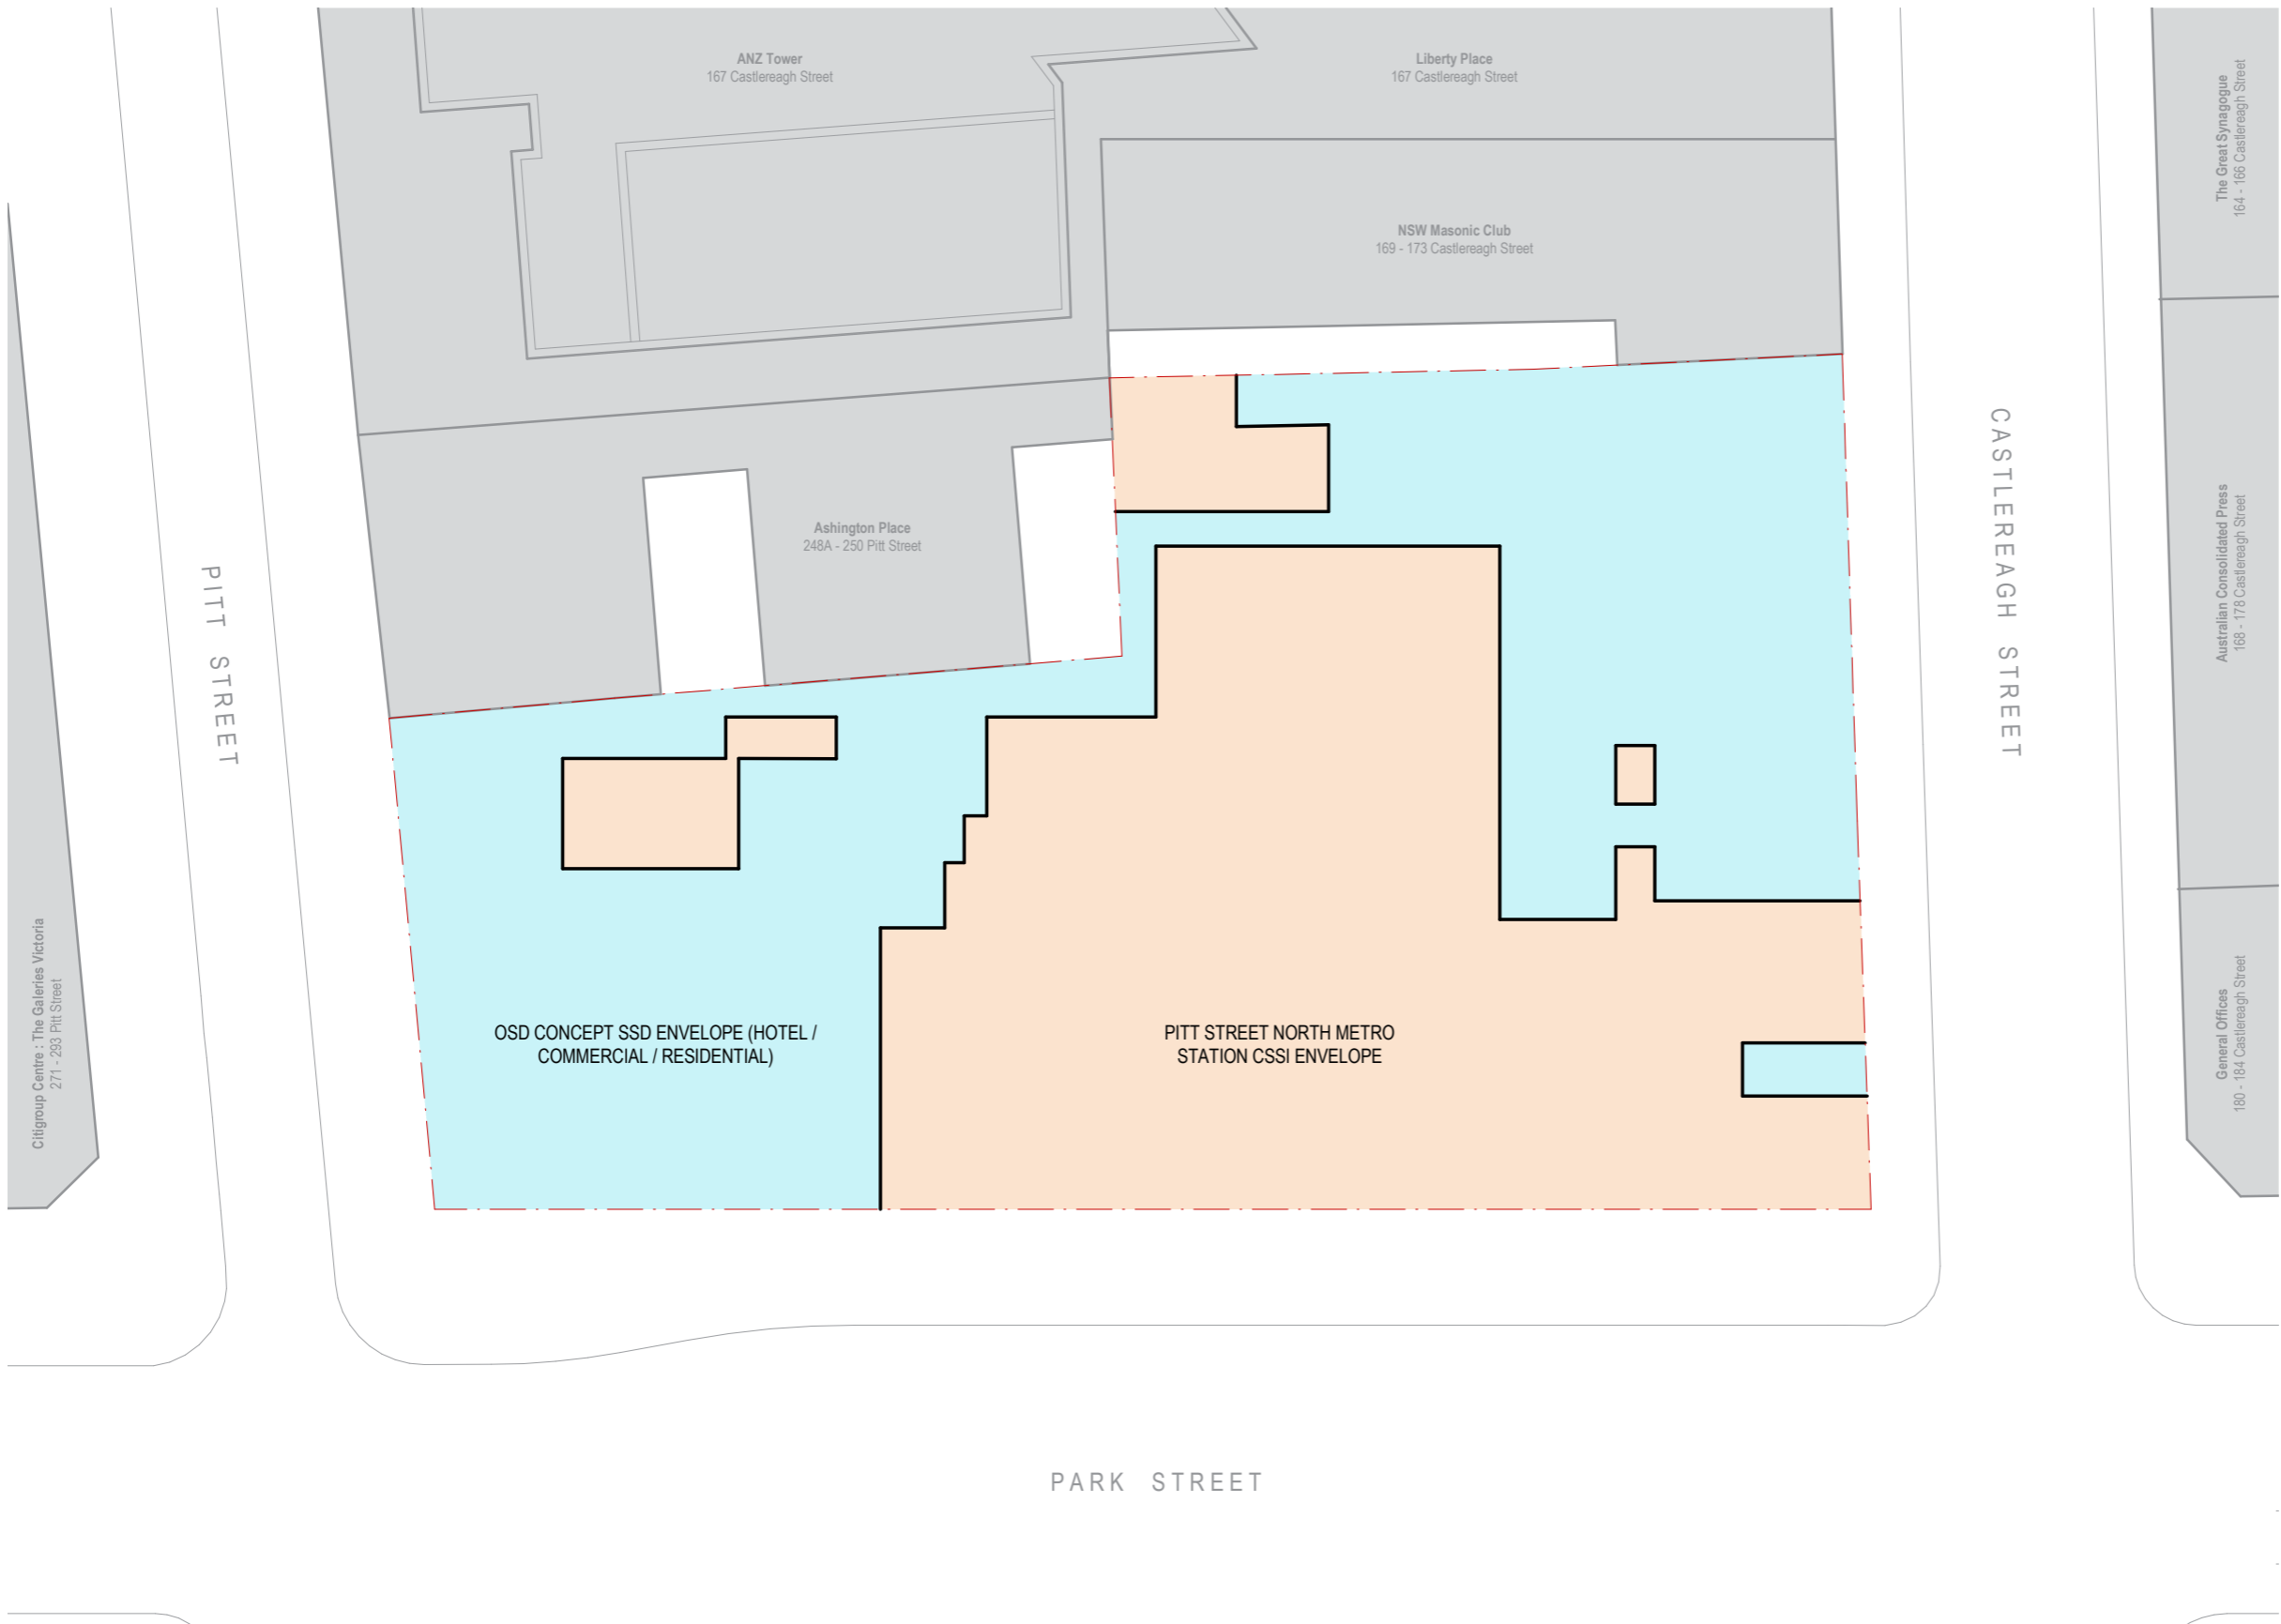 ANZ Tower
167 Castlereagh Street
Liberty Place
167 Castlereagh Street
The Great Synagogue
164 - 166 Castlereagh Street
NSW Masonic Club
169 - 173 Castlereagh Street
Ashington Place
248A - 250 Pitt Street
PITT STREET
CASTLEREAGH STREET
Australian Consolidated Press
168 - 178 Castlereagh Street
Citigroup Centre : The Galeries Victoria
271 - 293 Pitt Street
OSD CONCEPT SSD ENVELOPE (HOTEL /
COMMERCIAL / RESIDENTIAL)
PITT STREET NORTH METRO
STATION CSSI ENVELOPE
General Offices
180 - 184 Castlereagh Street
PARK STREET